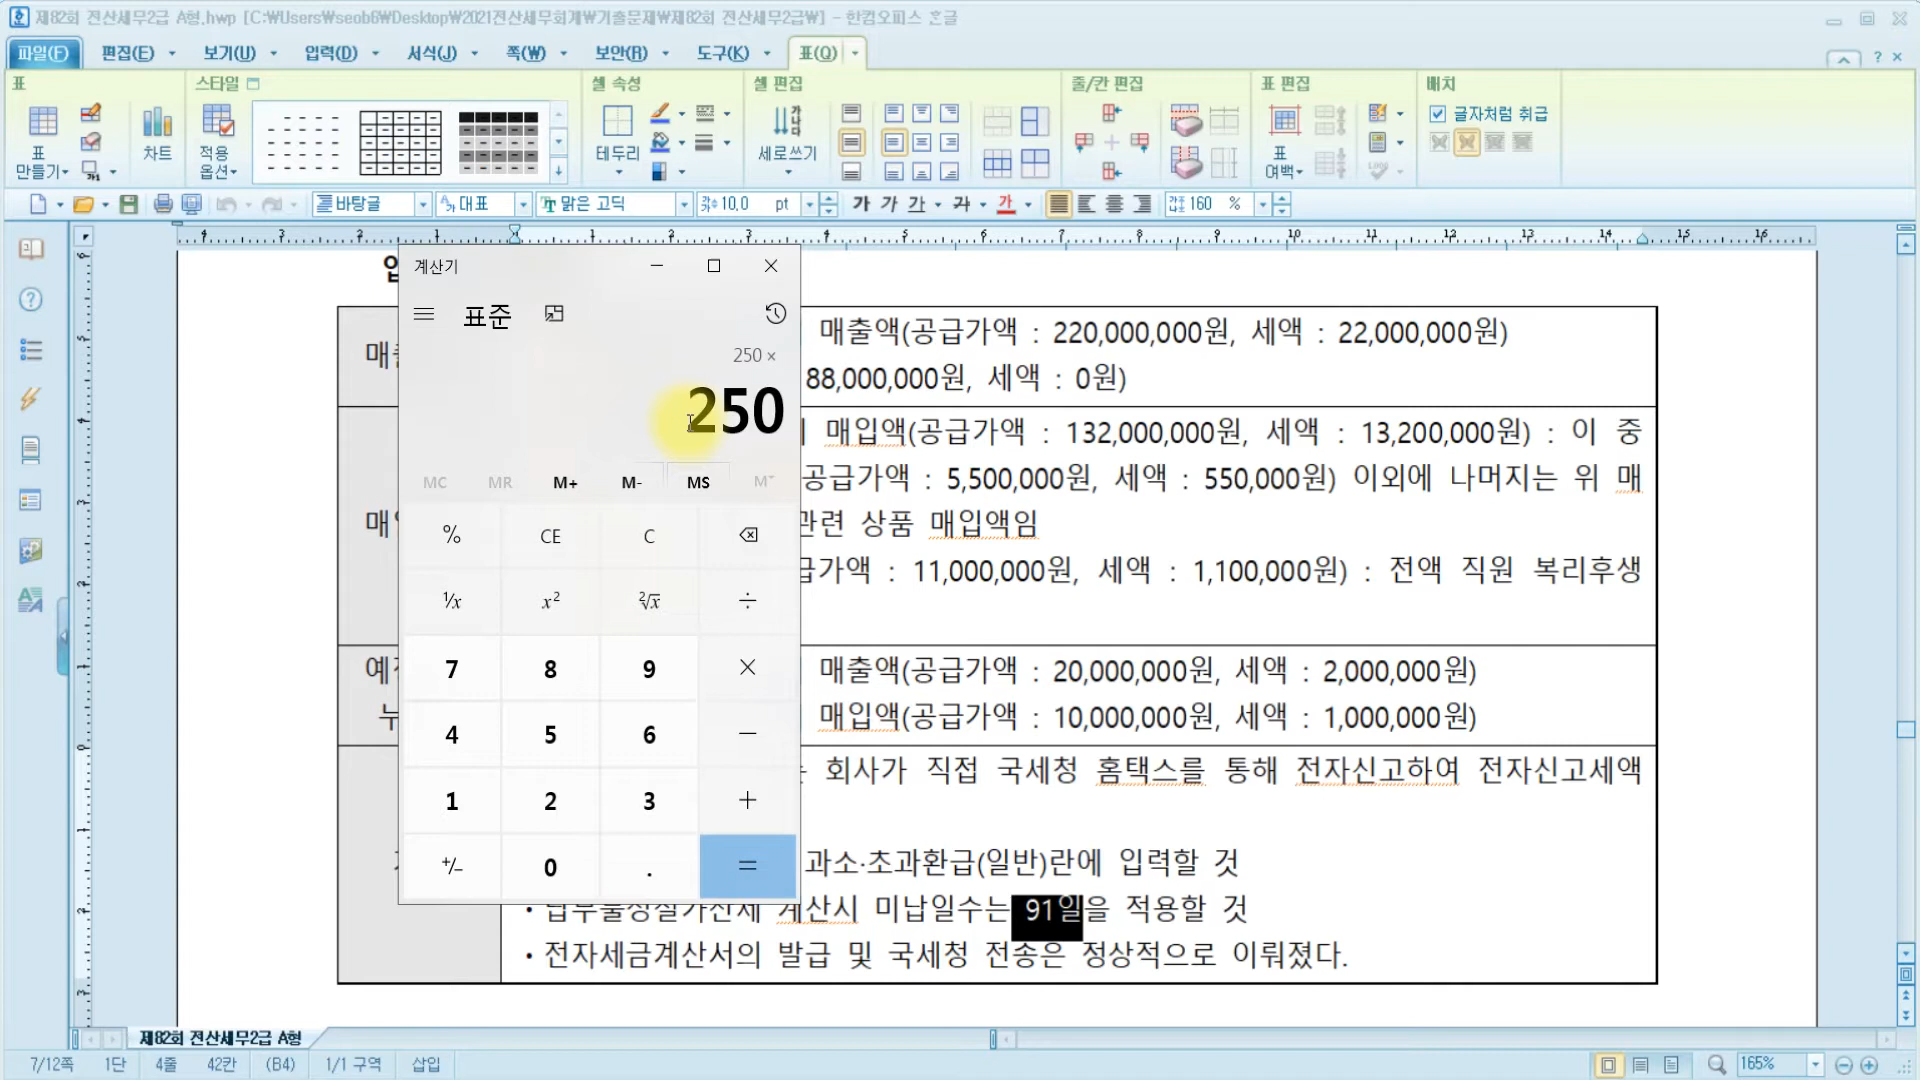 제82회 전산세무2급 A형.hwp [C:₩Users₩seob6₩Desktop₩2021전산세무회계₩기출문제₩제82회 전산세무2급₩] - 한컴오피스 한글
파일(F) 편집(E) 보기(U) 입력(D) 서식(J) 쪽(W) 보안(R) 도구(K) 표(Q)
표 스타일 셀 속성 셀 편집 줄/칸 편집 표 편집 배치
표 만들기 차트 적용 옵션 테두리 세로쓰기 표 여백 글자처럼 취급
바탕글 대표 맑은 고딕 10.0 pt 가 가 가 가 가 160 %
계산기
표준
250 ×
250
MC MR M+ M- MS M
% CE C
¹/x x² ²√x ÷
7 8 9 ×
4 5 6 −
1 2 3 +
+/− 0 . =
매출액(공급가액 : 220,000,000원, 세액 : 22,000,000원)
88,000,000원, 세액 : 0원)
매입액(공급가액 : 132,000,000원, 세액 : 13,200,000원) : 이 중
공급가액 : 5,500,000원, 세액 : 550,000원) 이외에 나머지는 위 매
매입 관련 상품 매입액임
급가액 : 11,000,000원, 세액 : 1,100,000원) : 전액 직원 복리후생
매출액(공급가액 : 20,000,000원, 세액 : 2,000,000원)
매입액(공급가액 : 10,000,000원, 세액 : 1,000,000원)
는 회사가 직접 국세청 홈택스를 통해 전자신고하여 전자신고세액
과소·초과환급(일반)란에 입력할 것
• 납부불성실가산세 계산시 미납일수는 91일을 적용할 것
• 전자세금계산서의 발급 및 국세청 전송은 정상적으로 이뤄졌다.
제82회 전산세무2급 A형
7/12쪽 1단 4줄 42칸 (B4) 1/1 구역 삽입 165%